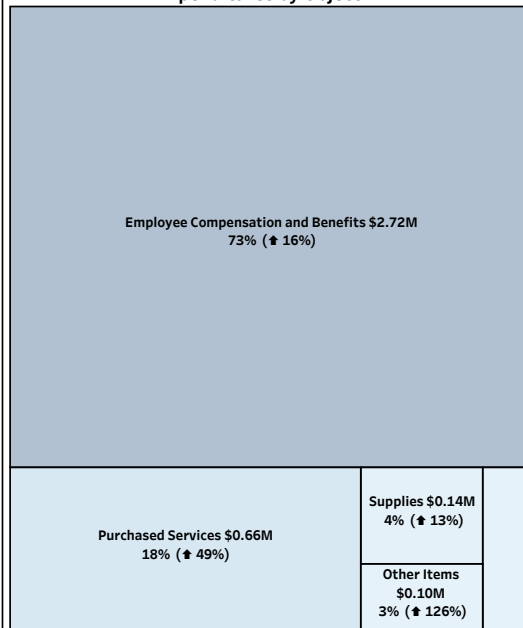 Employee Compensation and Benefits $2.72M
73% (⬆ 16%)
Purchased Services $0.66M
18% (⬆ 49%)
Supplies $0.14M
4% (⬆ 13%)
Other Items
$0.10M
3% (⬆ 126%)